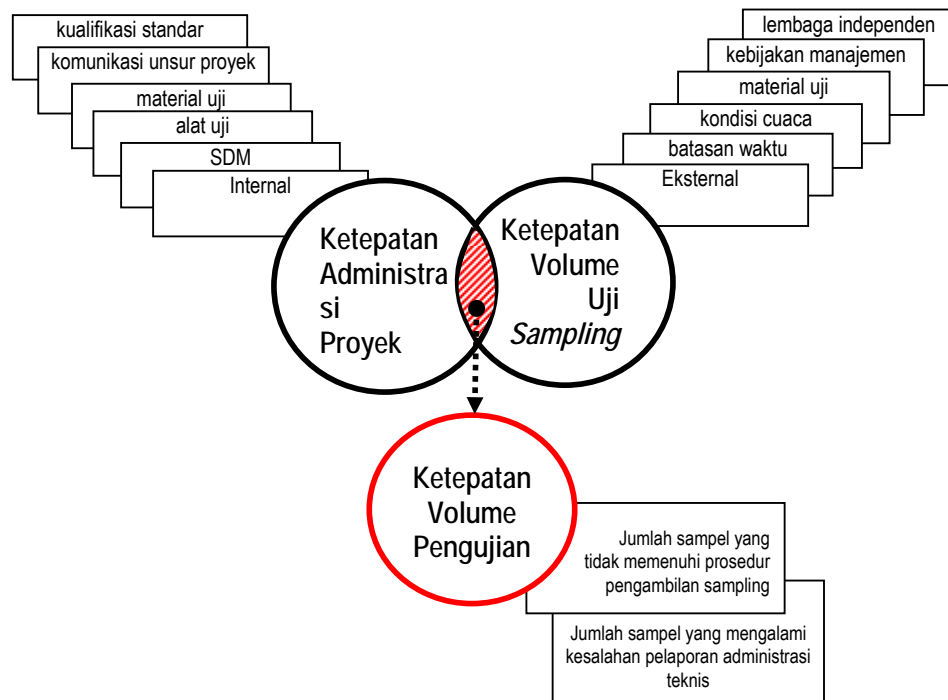 kualifikasi standar
komunikasi unsur proyek
material uji
alat uji
SDM
Internal
lembaga independen
kebijakan manajemen
material uji
kondisi cuaca
batasan waktu
Eksternal
Ketepatan
Administra
si
Proyek
Ketepatan
Volume
Uji
Sampling
Ketepatan
Volume
Pengujian
Jumlah sampel yang
tidak memenuhi prosedur
pengambilan sampling
Jumlah sampel yang mengalami
kesalahan pelaporan administrasi
teknis